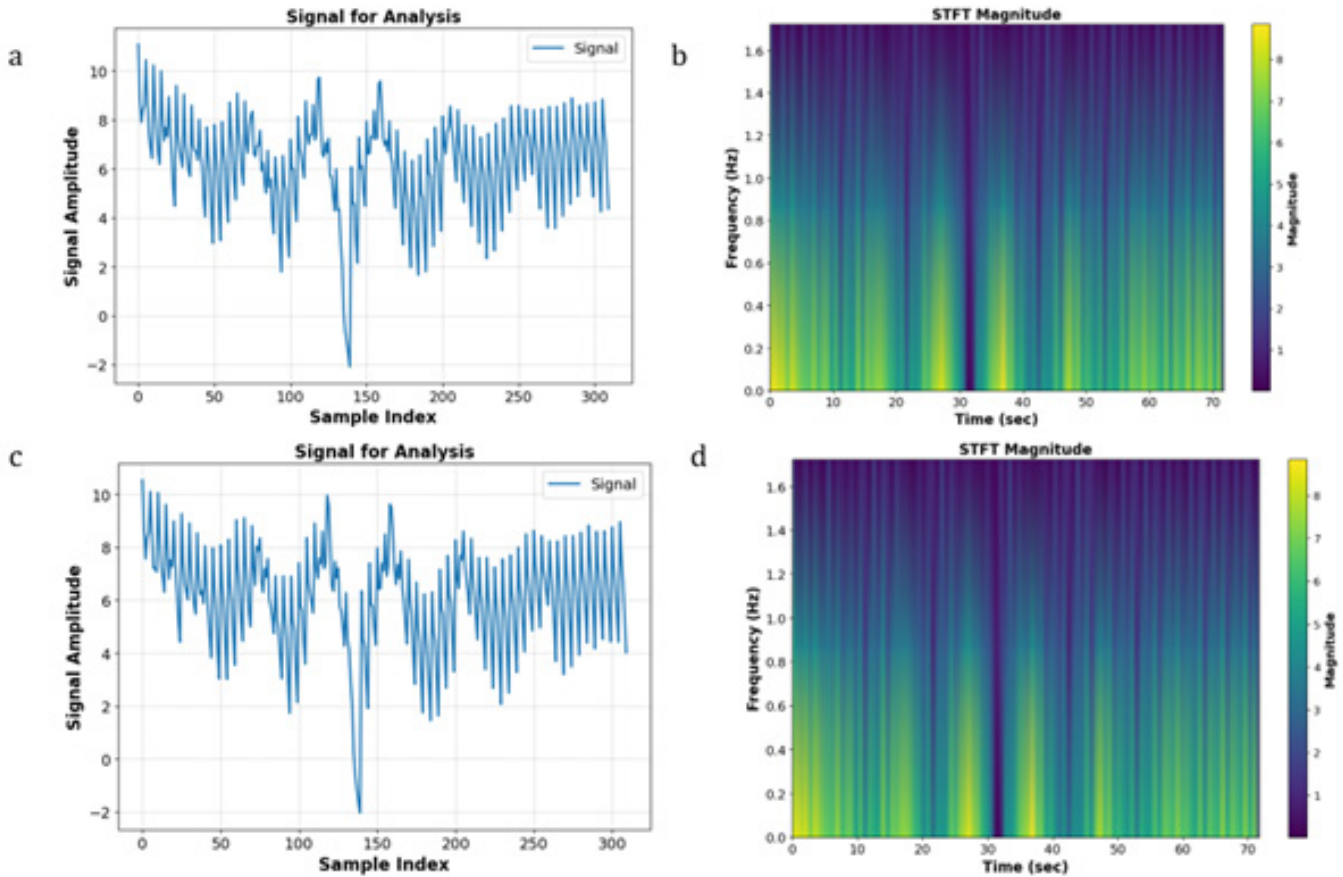 a
Signal for Analysis
Signal
Signal Amplitude
10
8
6
4
2
0
−2
0 50 100 150 200 250 300
Sample Index
b
STFT Magnitude
Frequency (Hz)
1.6
1.4
1.2
1.0
0.8
0.6
0.4
0.2
0.0
0 10 20 30 40 50 60 70
Time (sec)
8
7
6
5
4
3
2
1
Magnitude
c
Signal for Analysis
Signal
Signal Amplitude
10
8
6
4
2
0
−2
0 50 100 150 200 250 300
Sample Index
d
STFT Magnitude
Frequency (Hz)
1.6
1.4
1.2
1.0
0.8
0.6
0.4
0.2
0.0
0 10 20 30 40 50 60 70
Time (sec)
8
7
6
5
4
3
2
1
Magnitude